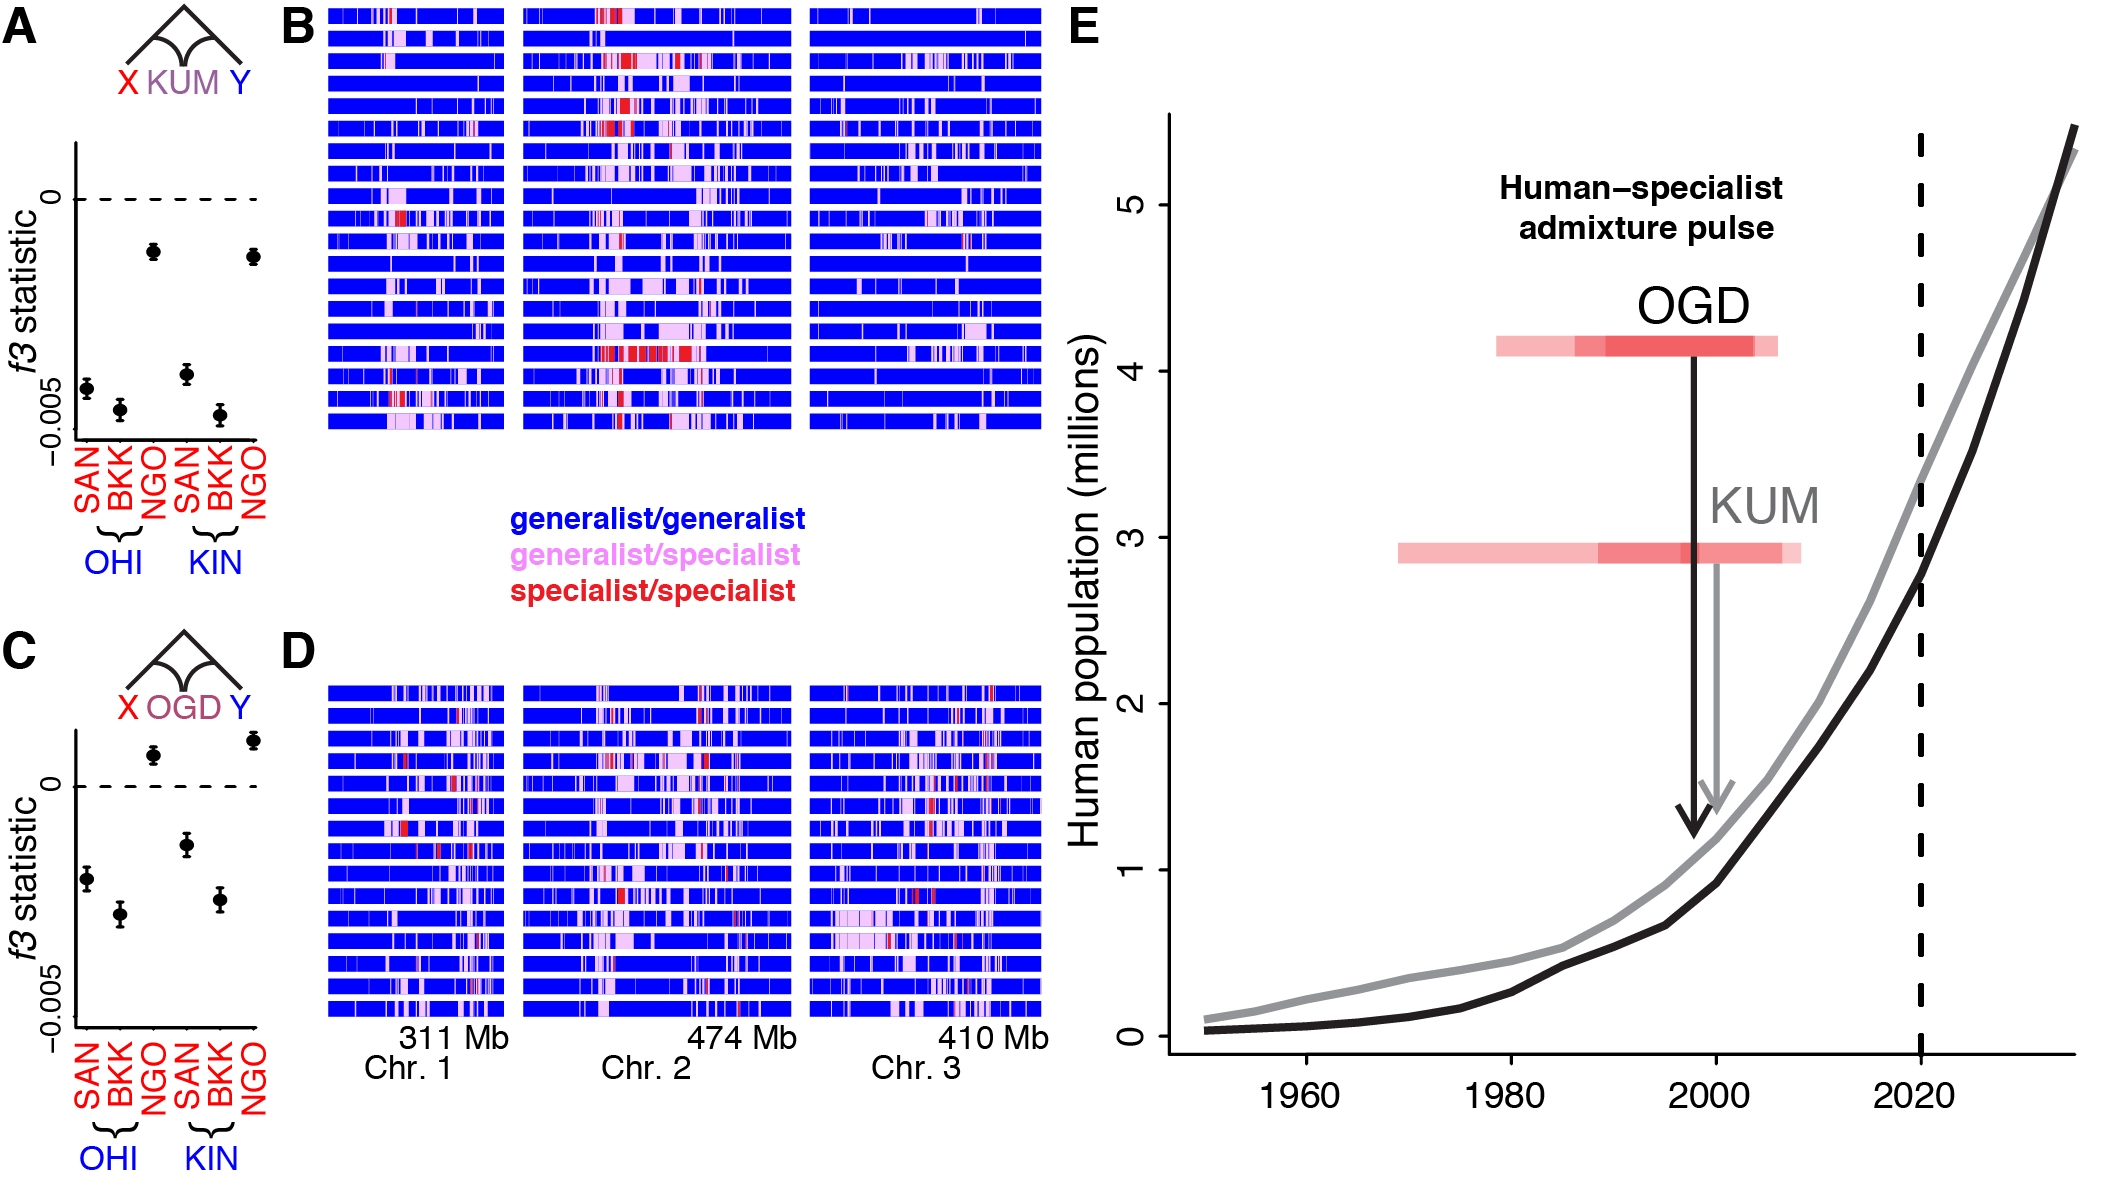 A
X KUM Y
f3 statistic
0
−0.005
SAN
BKK
NGO
SAN
BKK
NGO
OHI
KIN
B
generalist/generalist
generalist/specialist
specialist/specialist
C
X OGD Y
f3 statistic
0
−0.005
SAN
BKK
NGO
SAN
BKK
NGO
OHI
KIN
D
311 Mb
474 Mb
410 Mb
Chr. 1
Chr. 2
Chr. 3
E
Human population (millions)
5
4
3
2
1
0
Human−specialist
admixture pulse
OGD
KUM
1960
1980
2000
2020